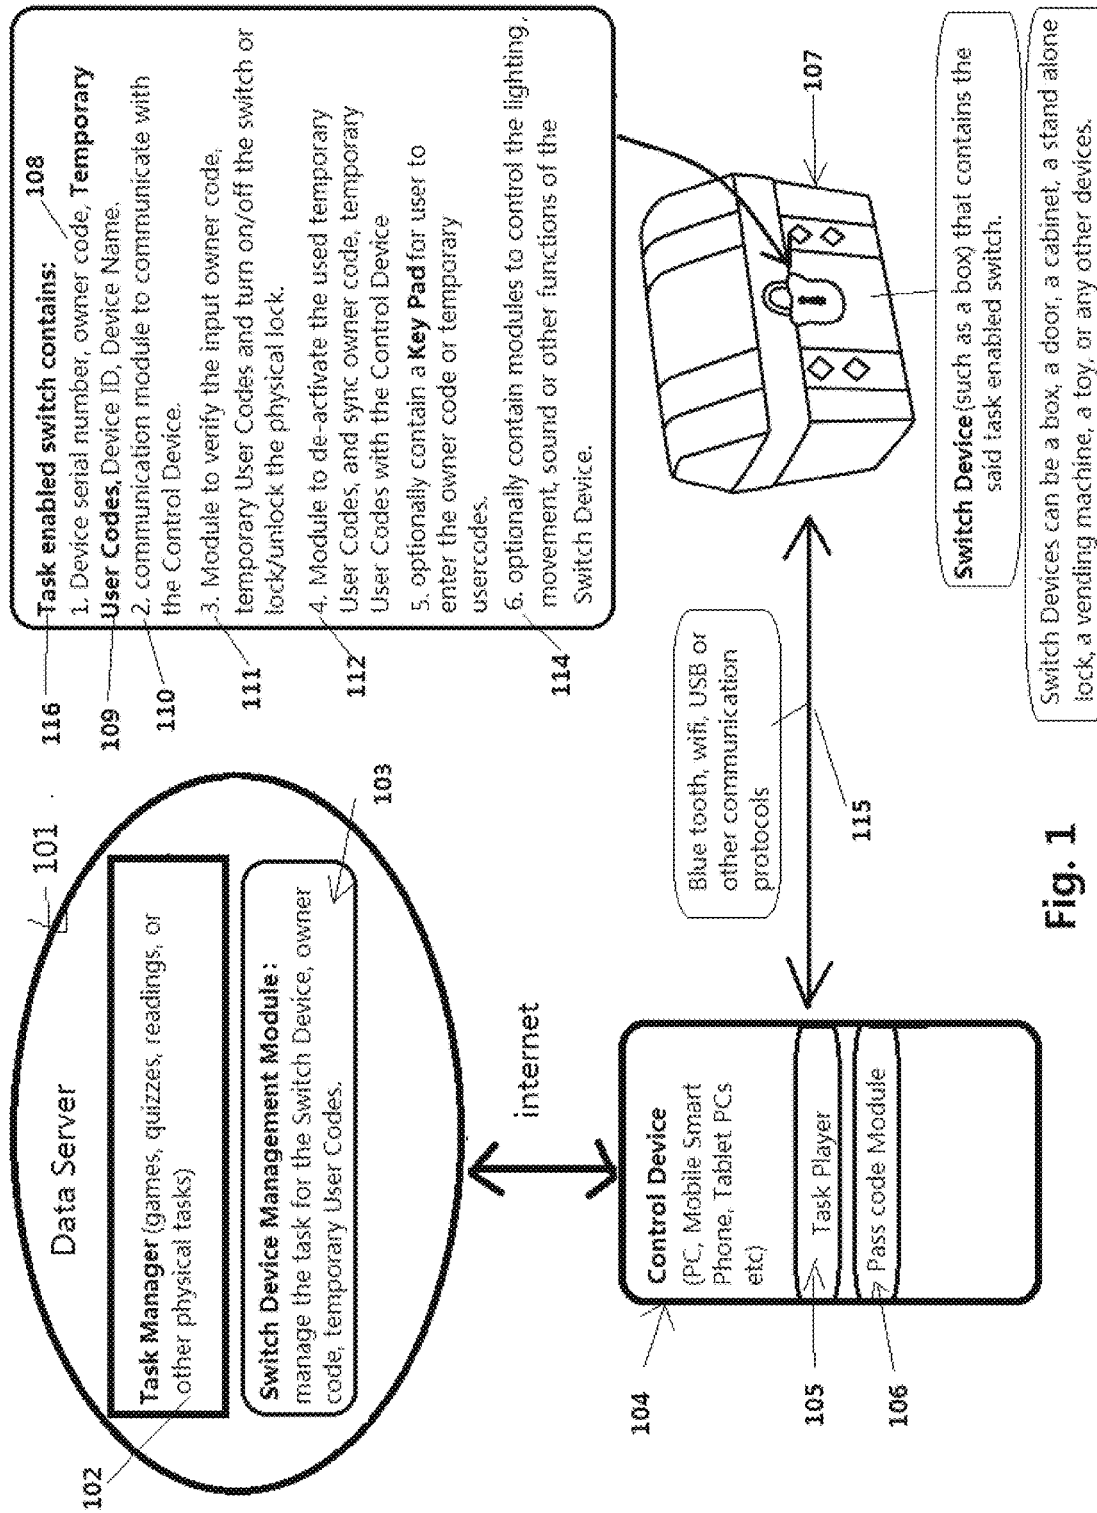 Data Server
101
Task Manager (games, quizzes, readings, or
other physical tasks)
102
Switch Device Management Module :
manage the task for the Switch Device, owner
code, temporary User Codes.
103
internet
Control Device
(PC, Mobile Smart
Phone, Tablet PCs
etc)
Task Player
Pass code Module
104
105
106
116
Task enabled switch contains:
108
1. Device serial number, owner code, Temporary
User Codes, Device ID, Device Name.
109
2. communication module to communicate with
the Control Device.
110
3. Module to verify the input owner code,
temporary User Codes and turn on/off the switch or
lock/unlock the physical lock.
111
4. Module to de-activate the used temporary
User Codes, and sync owner code, temporary
User Codes with the Control Device
112
5. optionally contain a Key Pad for user to
enter the owner code or temporary
usercodes.
6. optionally contain modules to control the lighting,
movement, sound or other functions of the
Switch Device.
114
Blue tooth, wifi, USB or
other communication
protocols
115
107
Switch Device (such as a box) that contains the
said task enabled switch.
Switch Devices can be a box, a door, a cabinet, a stand alone
lock, a vending machine, a toy, or any other devices.
Fig. 1